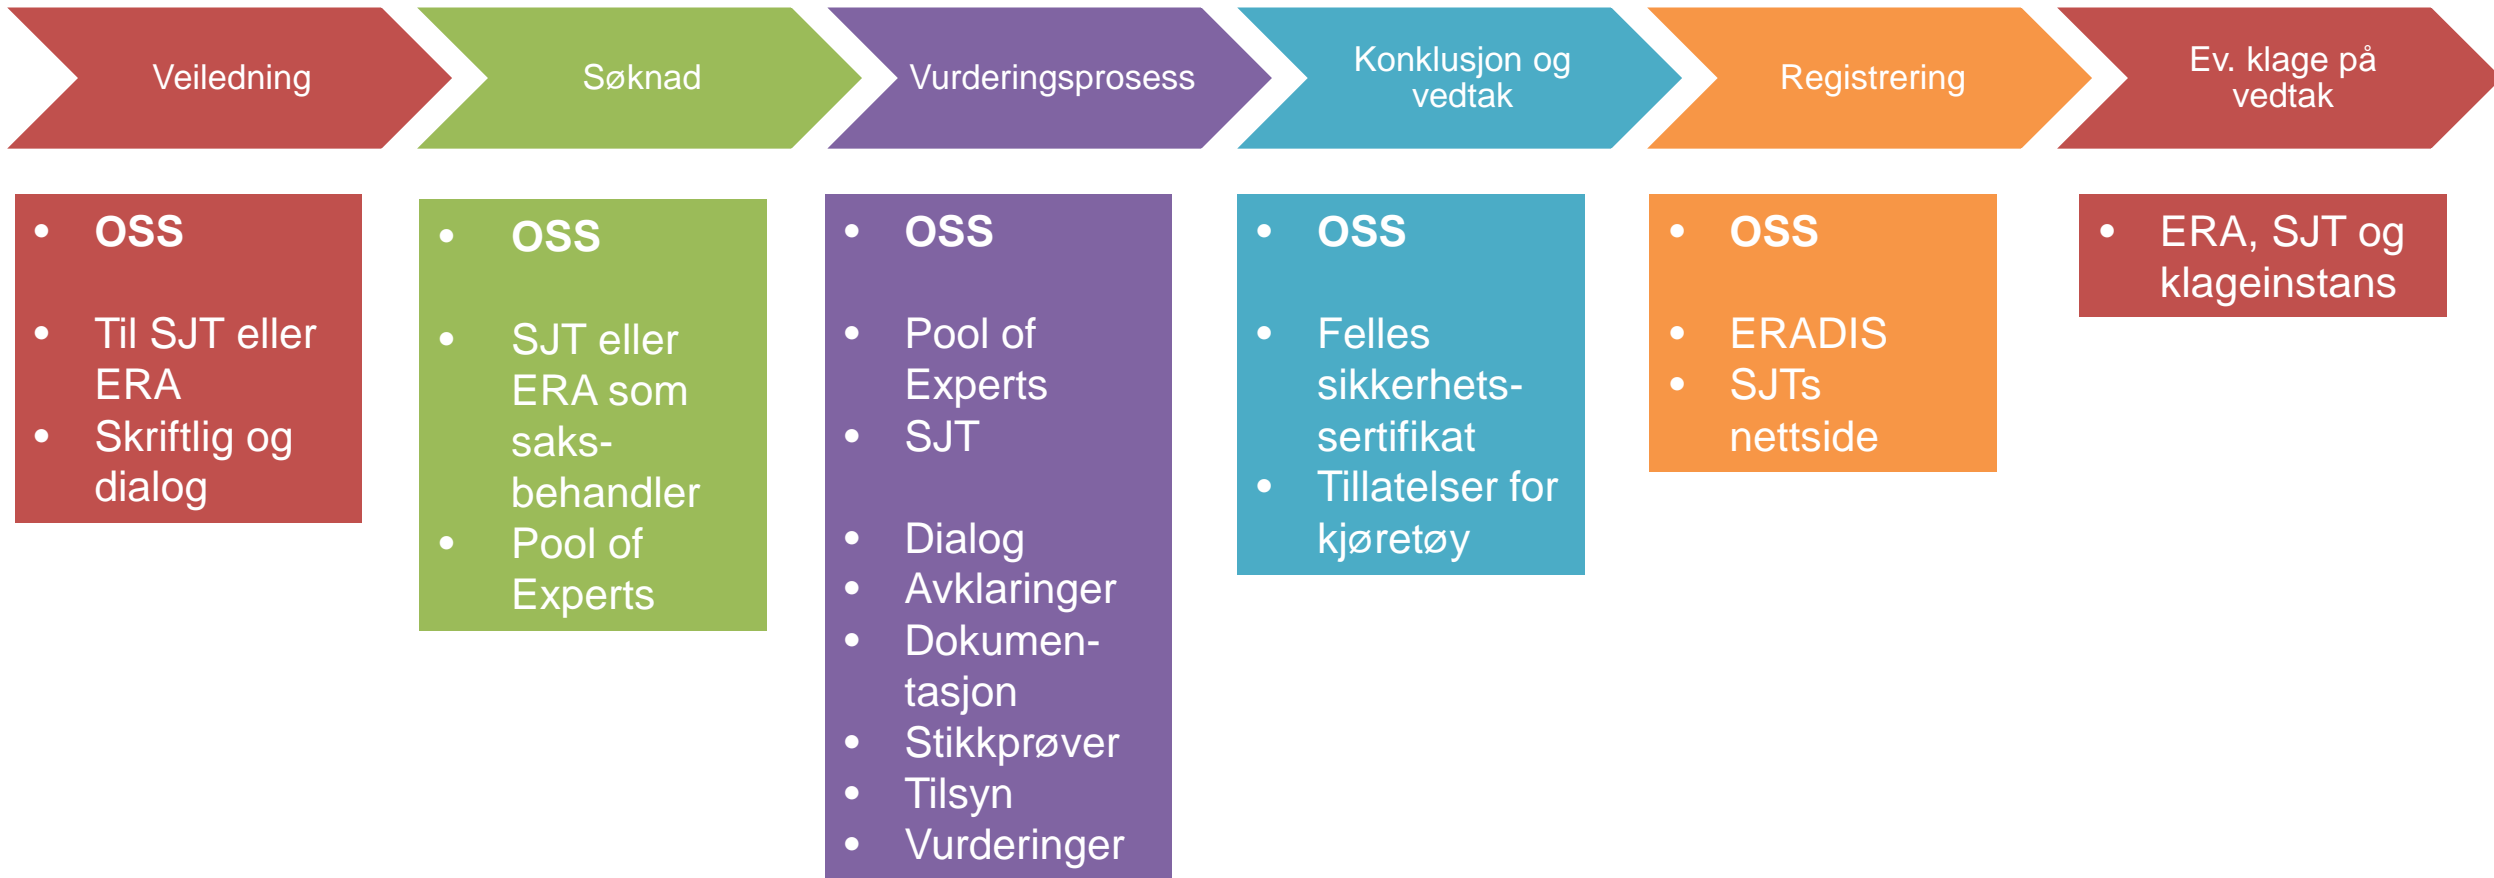 Veiledning
Søknad
Vurderingsprosess
Konklusjon og
vedtak
Registrering
Ev. klage på
vedtak
• OSS
• Til SJT eller
ERA
• Skriftlig og
dialog
• OSS
• SJT eller
ERA som
saks-
behandler
• Pool of
Experts
• OSS
• Pool of
Experts
• SJT
• Dialog
• Avklaringer
• Dokumen-
tasjon
• Stikkprøver
• Tilsyn
• Vurderinger
• OSS
• Felles
sikkerhets-
sertifikat
• Tillatelser for
kjøretøy
• OSS
• ERADIS
• SJTs
nettside
• ERA, SJT og
klageinstans